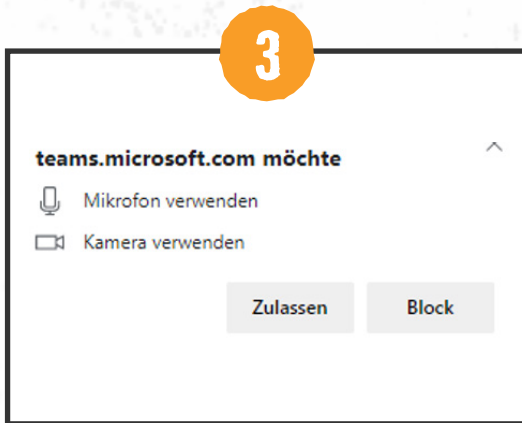 3
teams.microsoft.com möchte
Mikrofon verwenden
Kamera verwenden
Zulassen Block